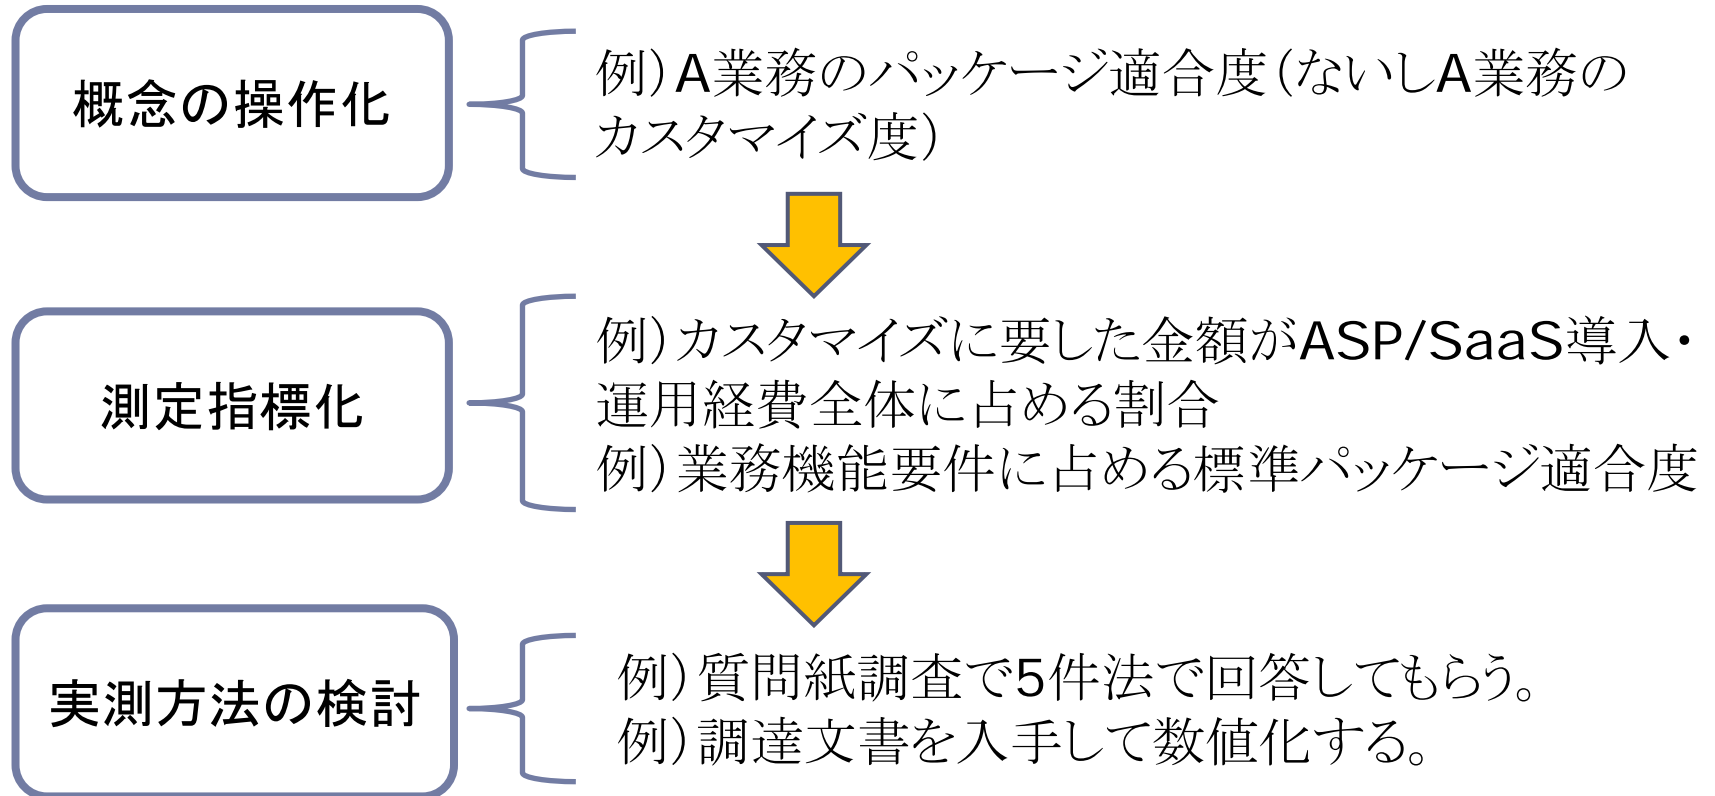 概念の操作化
例）A業務のパッケージ適合度（ないしA業務の
カスタマイズ度）
測定指標化
例）カスタマイズに要した金額がASP/SaaS導入・
運用経費全体に占める割合
例）業務機能要件に占める標準パッケージ適合度
実測方法の検討
例）質問紙調査で5件法で回答してもらう。
例）調達文書を入手して数値化する。